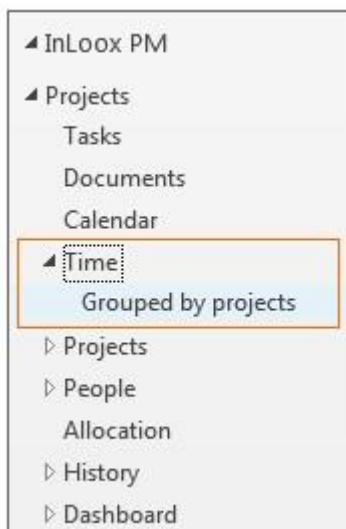 InLoox PM
Projects
Tasks
Documents
Calendar
Time
Grouped by projects
Projects
People
Allocation
History
Dashboard